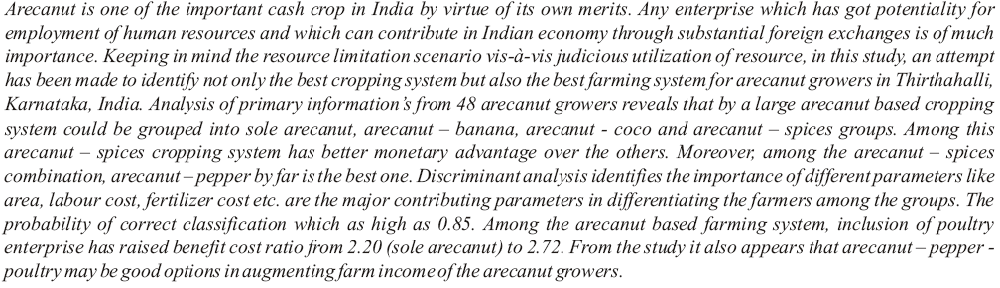 Arecanut is one of the important cash crop in India by virtue of its own merits. Any enterprise which has got potentiality for
employment of human resources and which can contribute in Indian economy through substantial foreign exchanges is of much
importance. Keeping in mind the resource limitation scenario vis-à-vis judicious utilization of resource, in this study, an attempt
has been made to identify not only the best cropping system but also the best farming system for arecanut growers in Thirthahalli,
Karnataka, India. Analysis of primary information's from 48 arecanut growers reveals that by a large arecanut based cropping
system could be grouped into sole arecanut, arecanut – banana, arecanut - coco and arecanut – spices groups. Among this
arecanut – spices cropping system has better monetary advantage over the others. Moreover, among the arecanut – spices
combination, arecanut – pepper by far is the best one. Discriminant analysis identifies the importance of different parameters like
area, labour cost, fertilizer cost etc. are the major contributing parameters in differentiating the farmers among the groups. The
probability of correct classification which as high as 0.85. Among the arecanut based farming system, inclusion of poultry
enterprise has raised benefit cost ratio from 2.20 (sole arecanut) to 2.72. From the study it also appears that arecanut – pepper -
poultry may be good options in augmenting farm income of the arecanut growers.